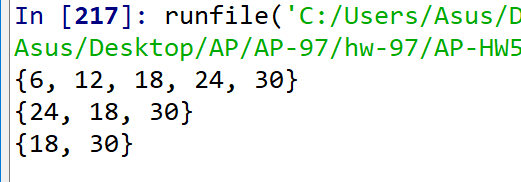 In [217]: runfile('C:/Users/Asus/D
Asus/Desktop/AP/AP-97/hw-97/AP-HW5
{6, 12, 18, 24, 30}
{24, 18, 30}
{18, 30}